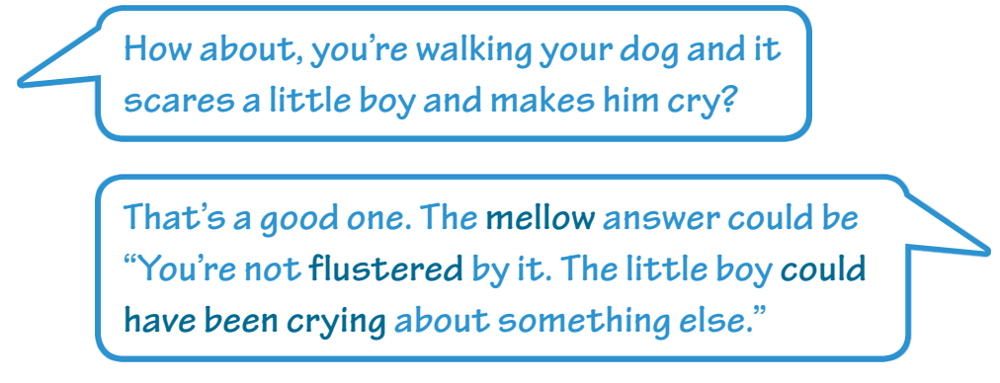 How about, you’re walking your dog and it
scares a little boy and makes him cry?
That’s a good one. The mellow answer could be
“You’re not flustered by it. The little boy could
have been crying about something else.”